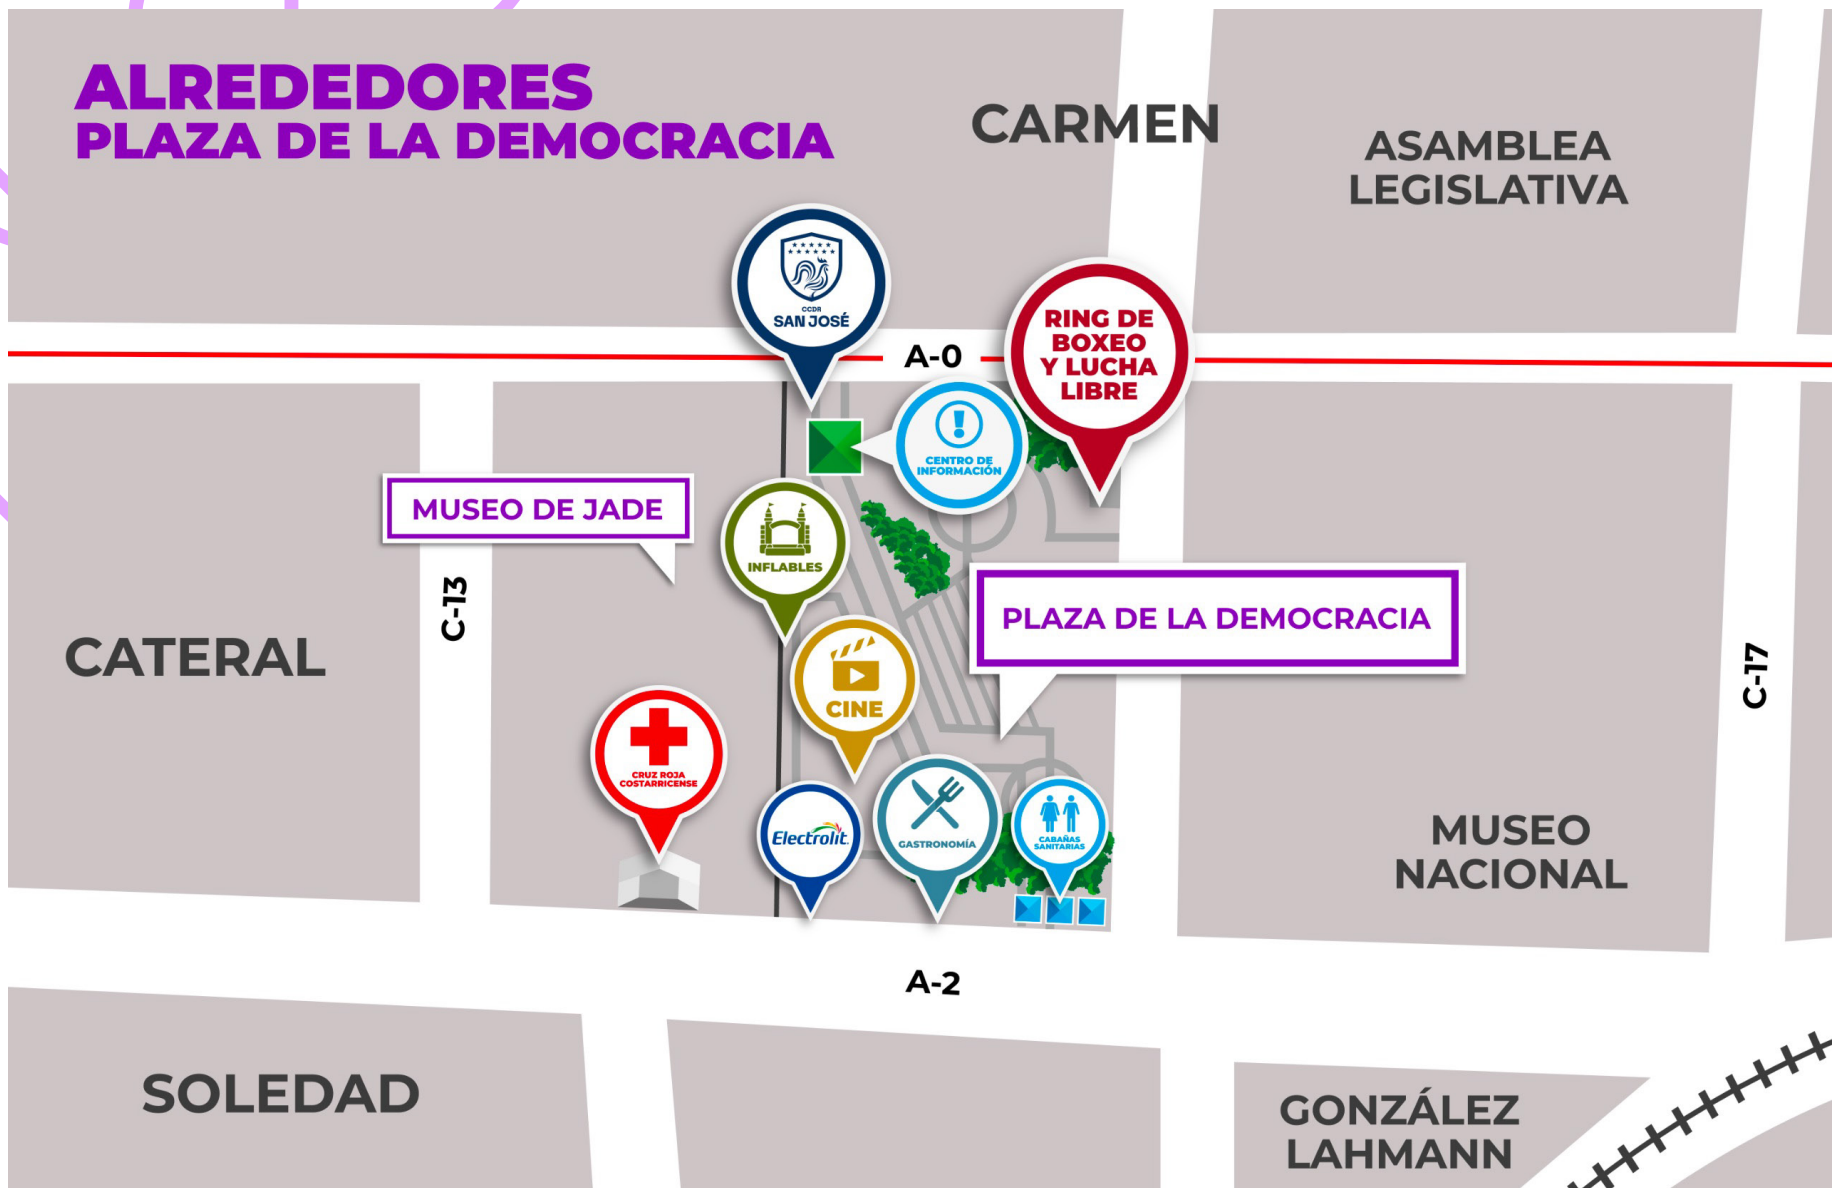 ALREDEDORES
PLAZA DE LA DEMOCRACIA
CARMEN
ASAMBLEA
LEGISLATIVA
CCDR
SAN JOSÉ
RING DE
BOXEO
Y LUCHA
LIBRE
A-0
CENTRO DE
INFORMACIÓN
MUSEO DE JADE
INFLABLES
C-13
PLAZA DE LA DEMOCRACIA
CATERAL
C-17
CINE
CRUZ ROJA
COSTARRICENSE
Electrolit
GASTRONOMÍA
CABAÑAS
SANITARIAS
MUSEO
NACIONAL
A-2
SOLEDAD
GONZÁLEZ
LAHMANN